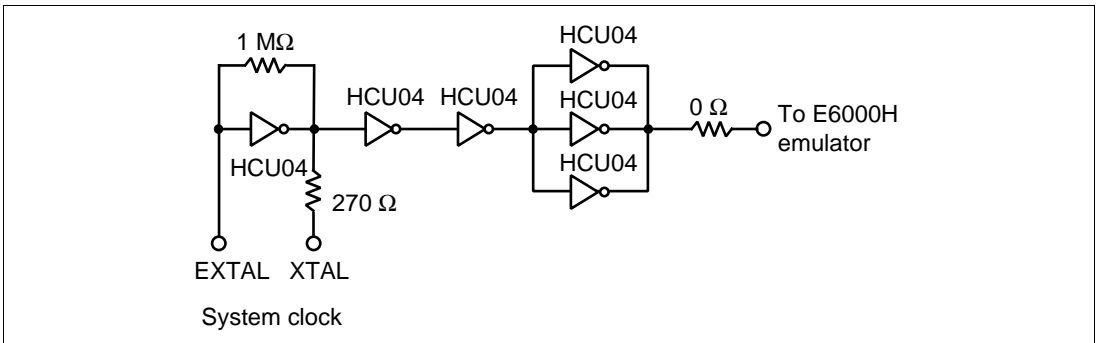 HCU04
1 MΩ
HCU04 HCU04
HCU04
0 Ω
To E6000H
emulator
HCU04
HCU04
270 Ω
EXTAL XTAL
System clock